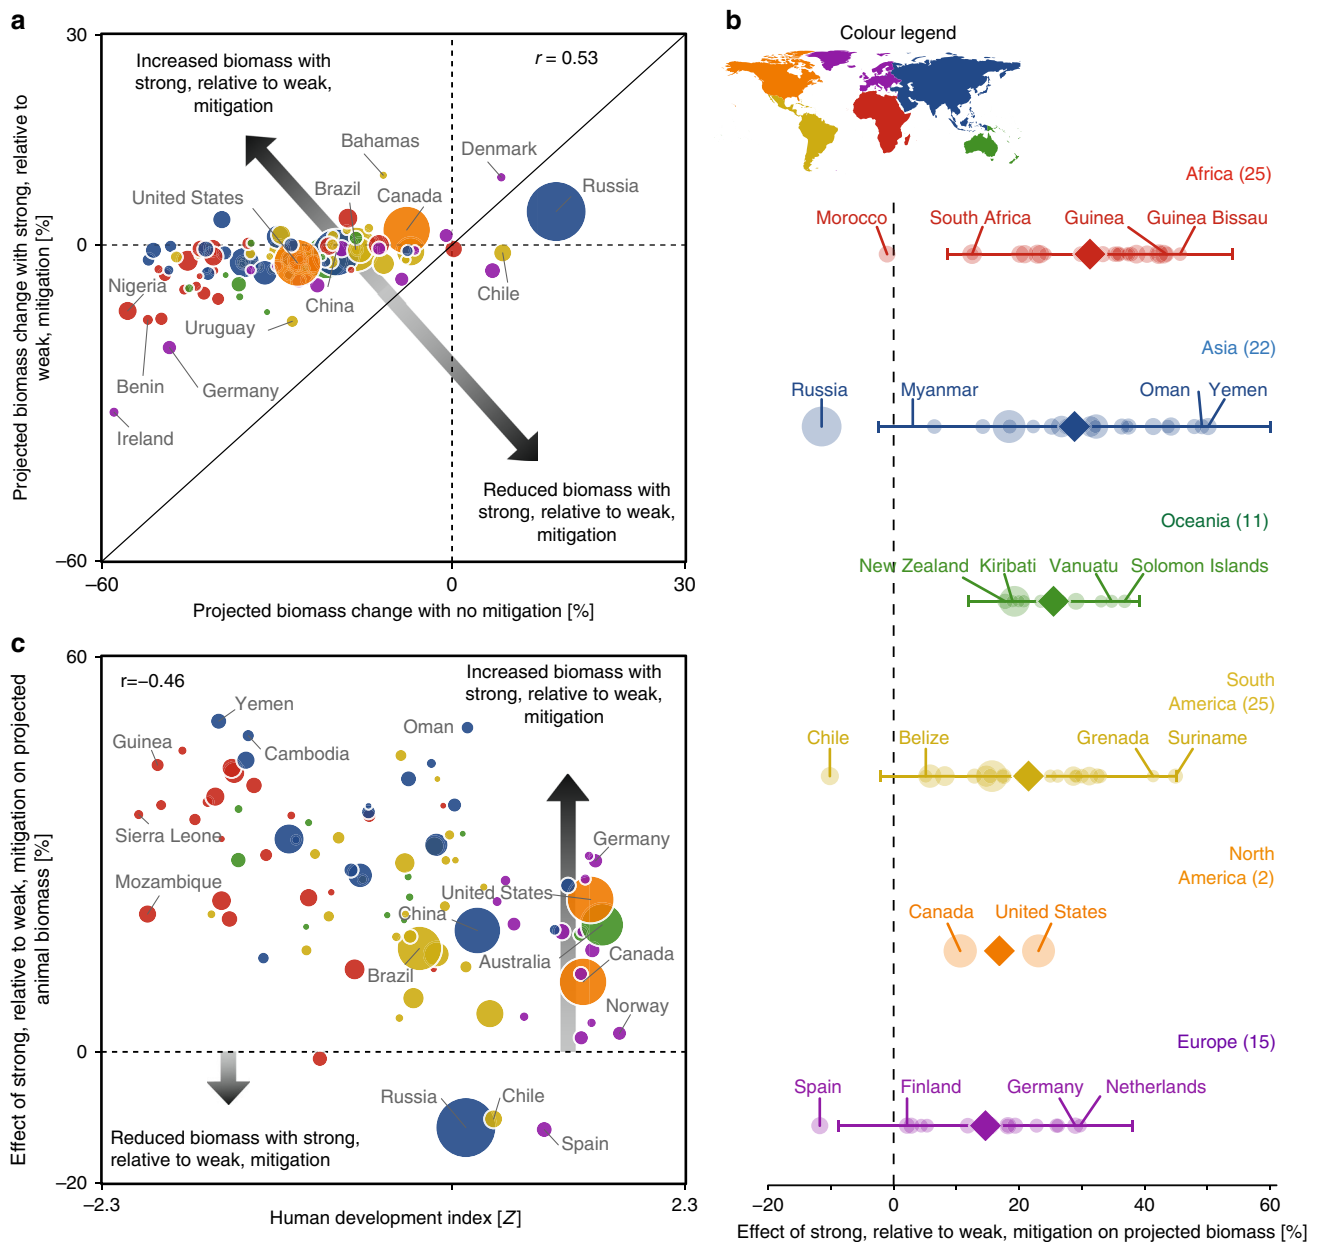 a
30
Increased biomass with
strong, relative to weak,
mitigation
r = 0.53
Bahamas
Denmark
United States
Brazil
Canada
Russia
0
Nigeria
China
Chile
Uruguay
Benin
Germany
Ireland
Reduced biomass with
strong, relative to weak,
mitigation
–60
–60
0
30
Projected biomass change with no mitigation [%]
Projected biomass change with strong, relative to
weak, mitigation [%]
b
Colour legend
Africa (25)
Morocco
South Africa
Guinea
Guinea Bissau
Asia (22)
Russia
Myanmar
Oman
Yemen
Oceania (11)
New Zealand
Kiribati
Vanuatu
Solomon Islands
South
America (25)
Chile
Belize
Grenada
Suriname
North
America (2)
Canada
United States
Europe (15)
Spain
Finland
Germany
Netherlands
–20
0
20
40
60
Effect of strong, relative to weak, mitigation on projected biomass [%]
c
60
r=–0.46
Increased biomass with
strong, relative to weak,
mitigation
Yemen
Oman
Guinea
Cambodia
Sierra Leone
Germany
Mozambique
United States
China
Australia
Canada
Brazil
Norway
0
Russia
Chile
Spain
Reduced biomass with strong,
relative to weak, mitigation
–20
–2.3
0
2.3
Human development index [Z]
Effect of strong, relative to weak, mitigation on projected
animal biomass [%]